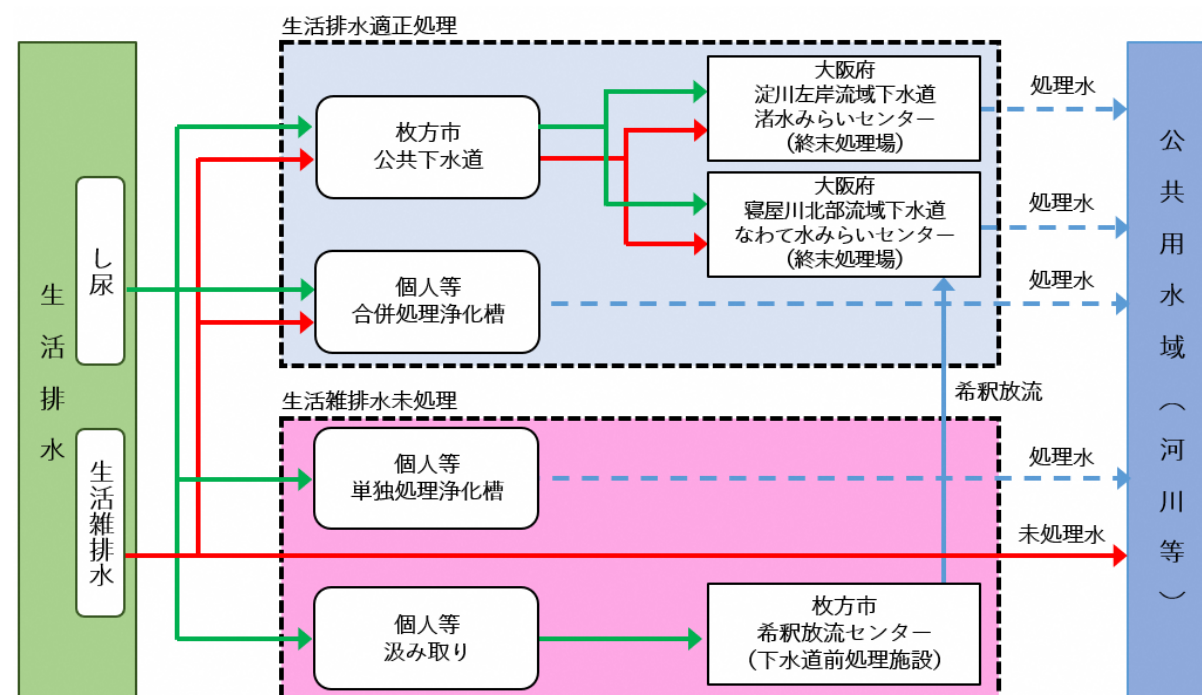 生活排水
し尿
生活雑排水
生活排水適正処理
枚方市
公共下水道
大阪府
淀川左岸流域下水道
渚水みらいセンター
(終末処理場)
大阪府
寝屋川北部流域下水道
なわて水みらいセンター
(終末処理場)
個人等
合併処理浄化槽
処理水
処理水
処理水
希釈放流
生活雑排水未処理
個人等
単独処理浄化槽
処理水
未処理水
個人等
汲み取り
枚方市
希釈放流センター
(下水道前処理施設)
公共用水域(河川等)